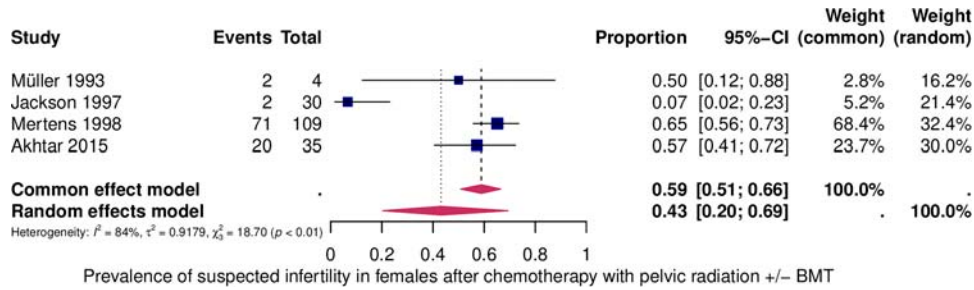 Weight Weight
Study Events Total Proportion 95%−CI (common) (random)
Müller 1993 2 4 0.50 [0.12; 0.88] 2.8% 16.2%
Jackson 1997 2 30 0.07 [0.02; 0.23] 5.2% 21.4%
Mertens 1998 71 109 0.65 [0.56; 0.73] 68.4% 32.4%
Akhtar 2015 20 35 0.57 [0.41; 0.72] 23.7% 30.0%
Common effect model . 0.59 [0.51; 0.66] 100.0% .
Random effects model 0.43 [0.20; 0.69] . 100.0%
Heterogeneity: I² = 84%, τ² = 0.9179, χ²₃ = 18.70 (p < 0.01)
0 0.2 0.4 0.6 0.8 1
Prevalence of suspected infertility in females after chemotherapy with pelvic radiation +/− BMT